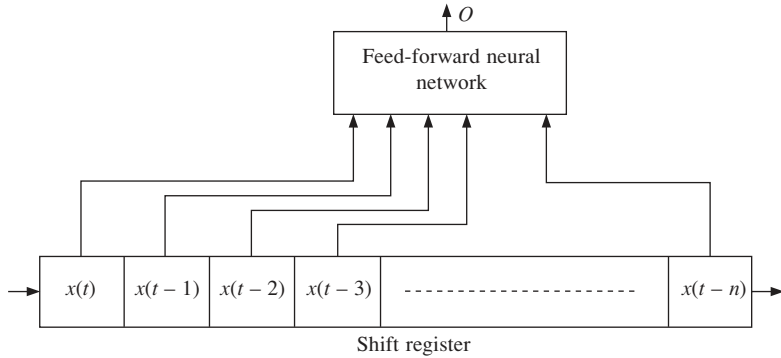 O
Feed-forward neural
network
x(t)
x(t − 1)
x(t − 2)
x(t − 3)
x(t − n)
Shift register